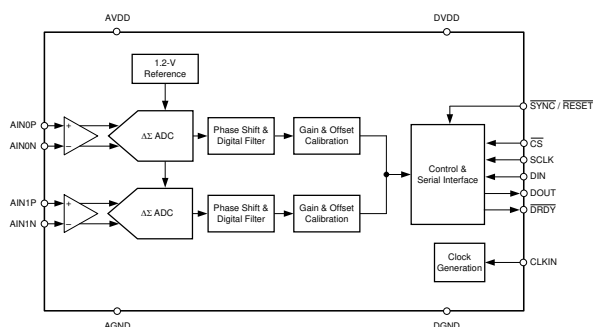 AVDD
DVDD
1.2-V
Reference
SYNC / RESET
AIN0P
AIN0N
+
−
ΔΣ ADC
Phase Shift &
Digital Filter
Gain & Offset
Calibration
Control &
Serial Interface
CS
SCLK
DIN
DOUT
DRDY
AIN1P
AIN1N
+
−
ΔΣ ADC
Phase Shift &
Digital Filter
Gain & Offset
Calibration
Clock
Generation
CLKIN
AGND
DGND